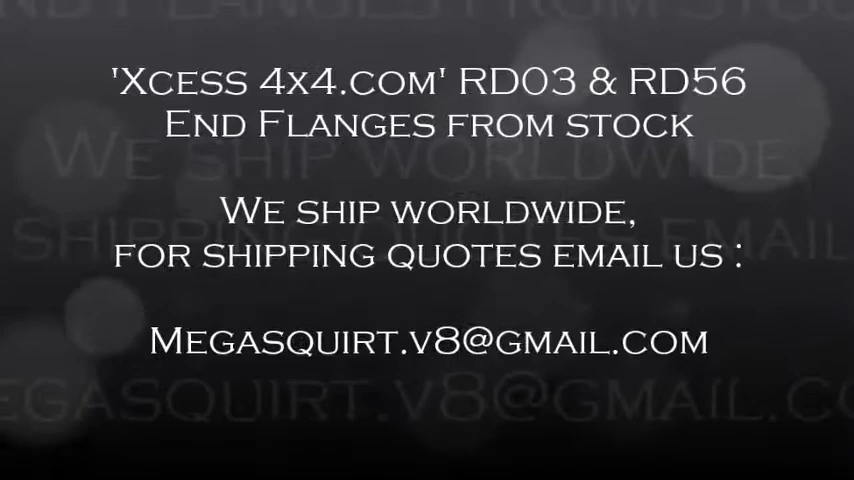 'Xcess 4x4.com' RD03 & RD56
End Flanges from stock
We ship worldwide,
for shipping quotes email us :
Megasquirt.v8@gmail.com